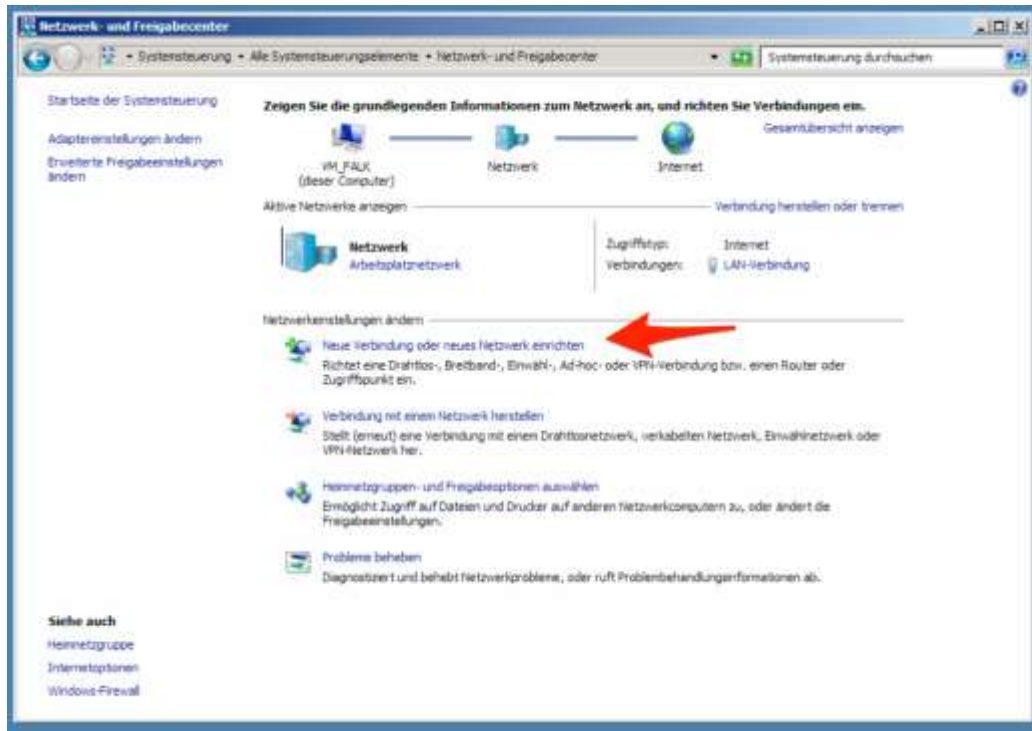 Netzwerk- und Freigabecenter
Systemsteuerung
Alle Systemsteuerungselemente
Netzwerk- und Freigabecenter
Systemsteuerung durchsuchen
Startseite der Systemsteuerung
Adaptereinstellungen ändern
Erweiterte Freigabeeinstellungen
ändern
Zeigen Sie die grundlegenden Informationen zum Netzwerk an, und richten Sie Verbindungen ein.
Gesamtübersicht anzeigen
VM_FALK
(dieser Computer)
Netzwerk
Internet
Aktive Netzwerke anzeigen
Verbindung herstellen oder trennen
Netzwerk
Arbeitsplatznetzwerk
Zugriffstyp: Internet
Verbindungen: LAN-Verbindung
Netzwerkeinstellungen ändern
Neue Verbindung oder neues Netzwerk einrichten
Richtet eine Drahtlos-, Breitband-, Einwähl-, Ad-hoc- oder VPN-Verbindung bzw. einen Router oder
Zugriffspunkt ein.
Verbindung mit einem Netzwerk herstellen
Stellt (erneut) eine Verbindung mit einem Drahtlosnetzwerk, verkabelten Netzwerk, Einwählnetzwerk oder
VPN-Netzwerk her.
Heimnetzgruppen- und Freigabeoptionen auswählen
Ermöglicht Zugriff auf Dateien und Drucker auf anderen Netzwerkcomputern zu, oder ändert die
Freigabeeinstellungen.
Probleme beheben
Diagnostiziert und behebt Netzwerkprobleme, oder ruft Problembehandlungsinformationen ab.
Siehe auch
Heimnetzgruppe
Internetoptionen
Windows-Firewall